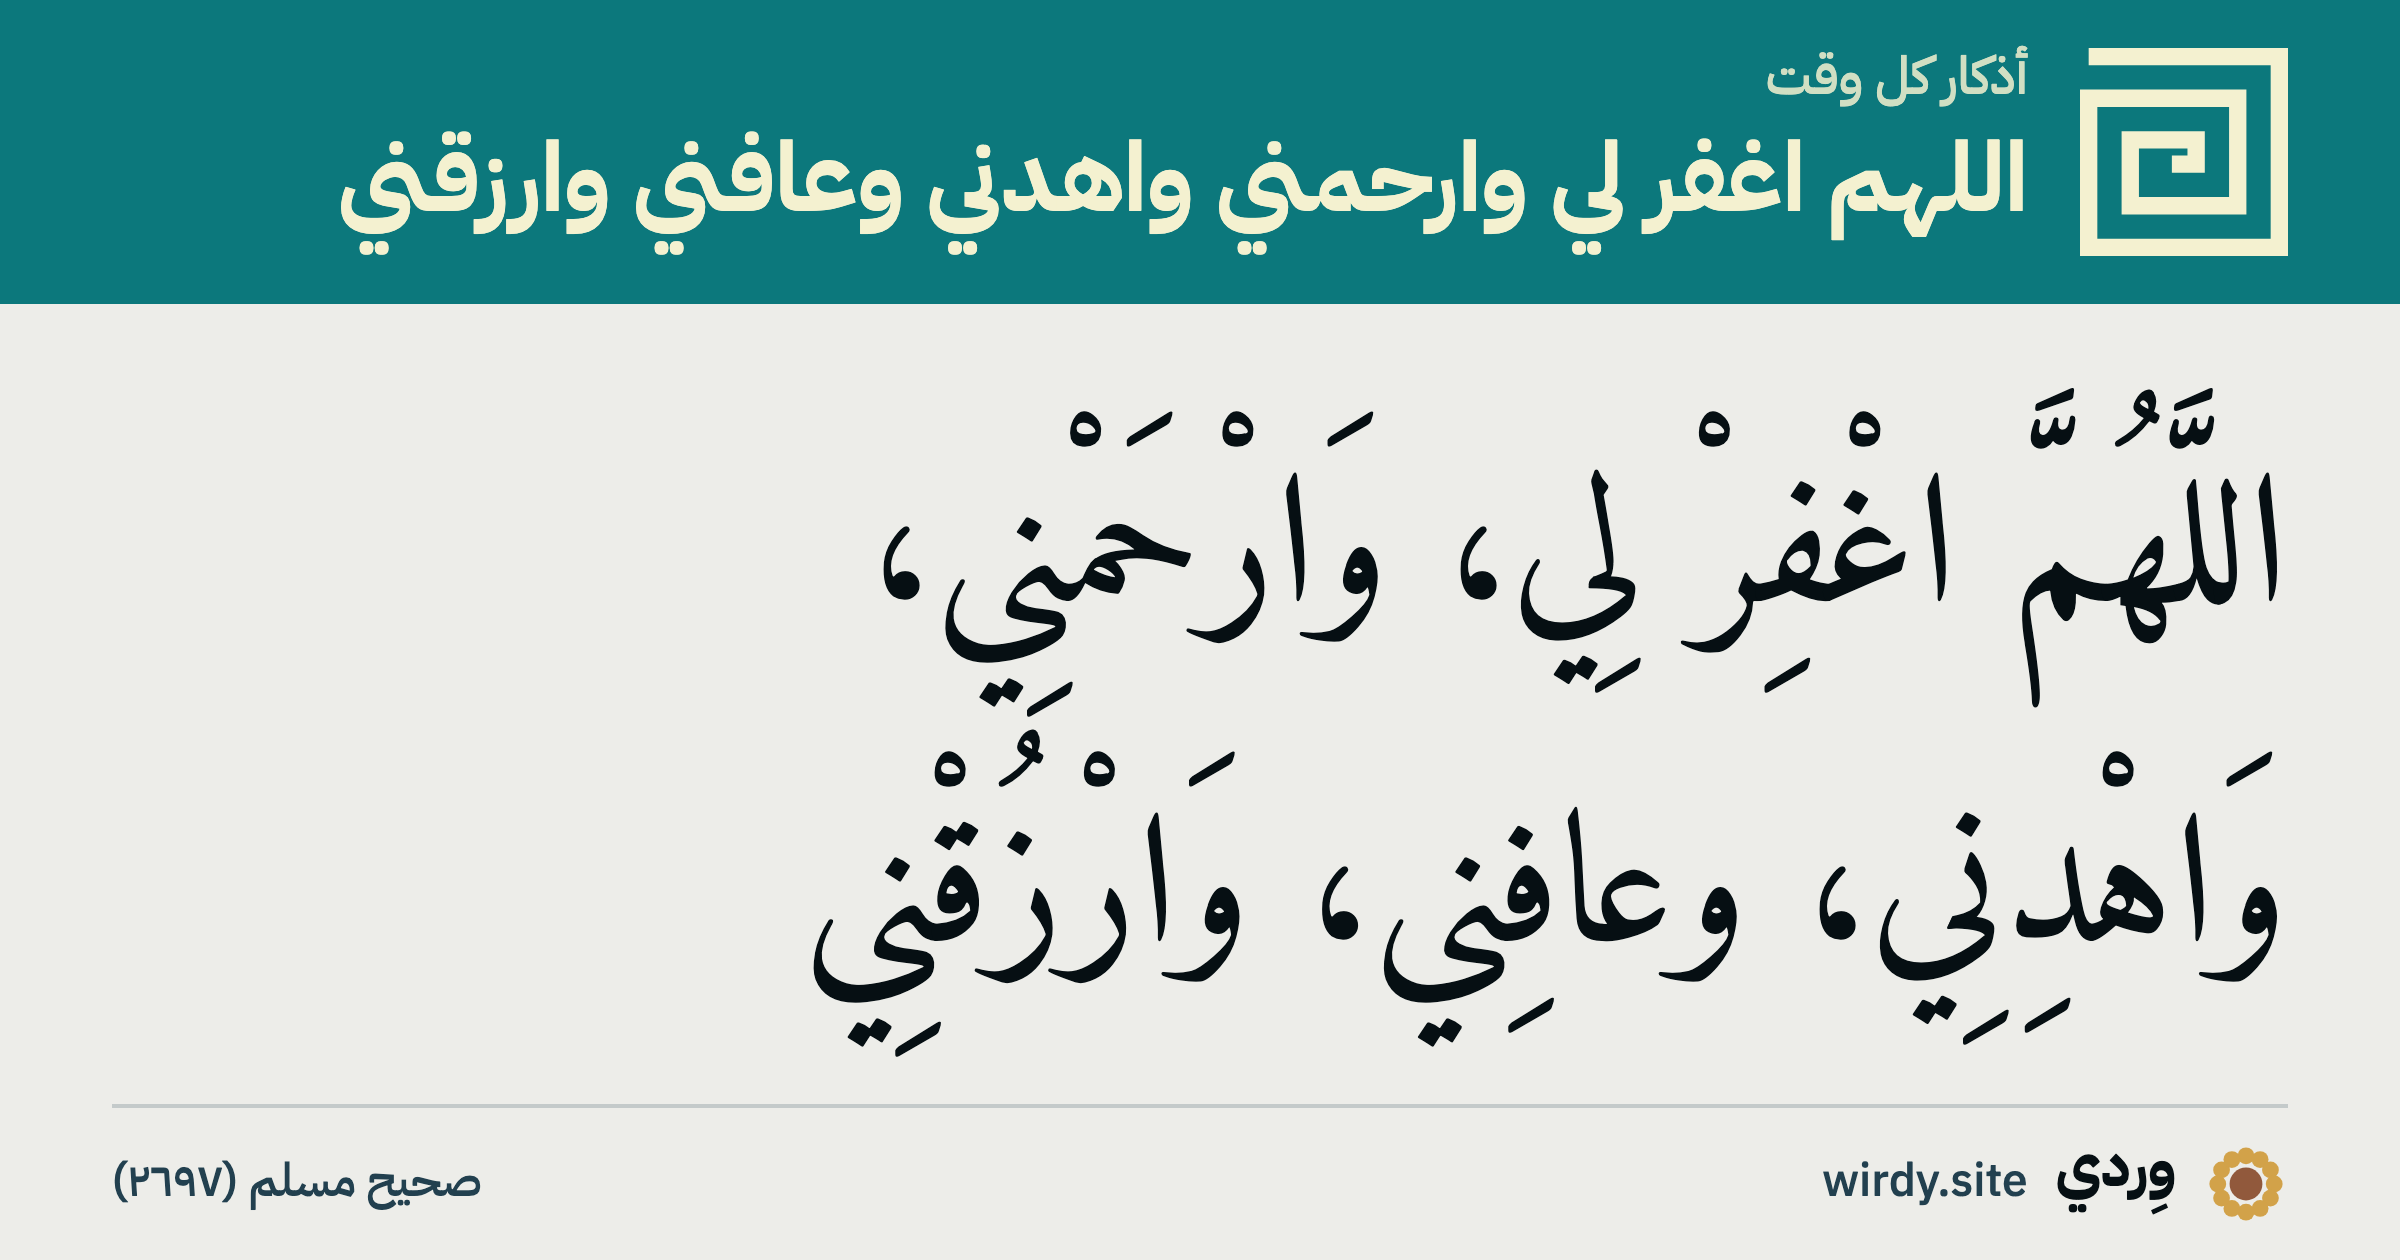 أذكار كل وقت
اللهم اغفر لي وارحمني واهدني وعافني وارزقني
اللَّهُمَّ اغْفِرْ لِي، وَارْحَمْنِي،
وَاهْدِنِي، وعافِني، وَارْزُقْنِي
وِردي wirdy.site
صحيح مسلم (٢٦٩٧)